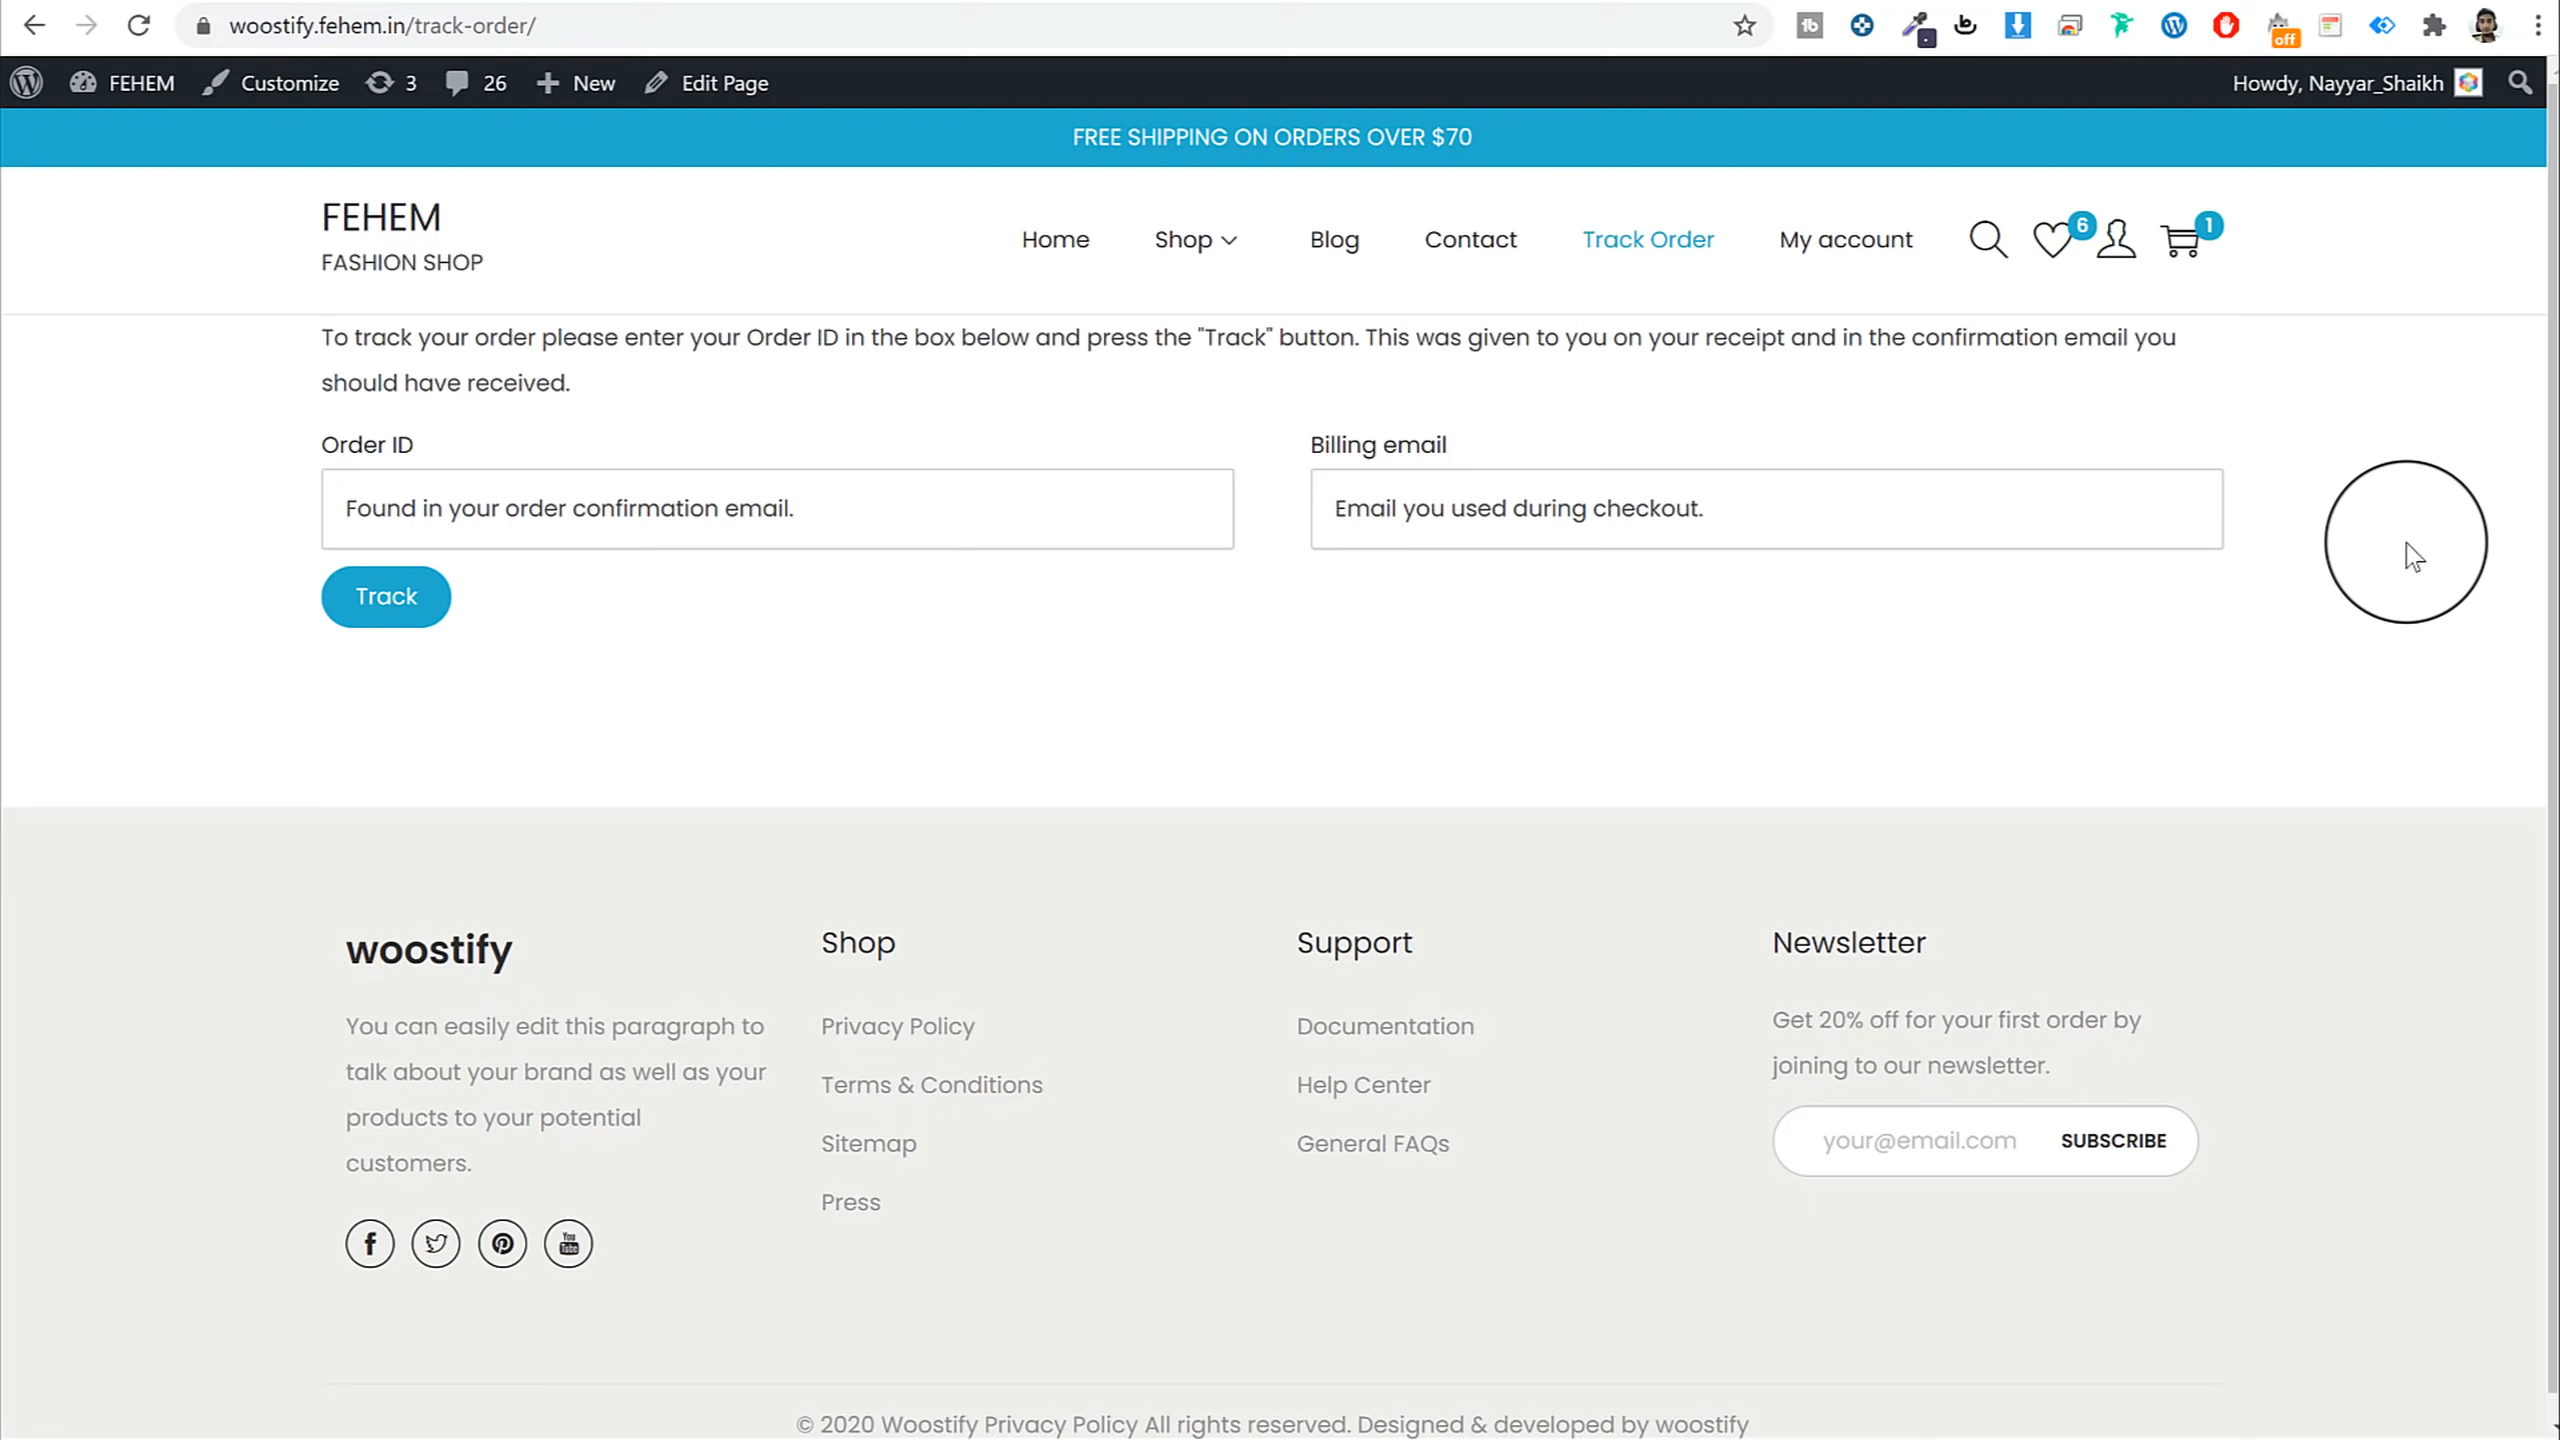 woostify.fehem.in/track-order/
off
FEHEM
Customize
3
26
New
Edit Page
Howdy, Nayyar_Shaikh
FREE SHIPPING ON ORDERS OVER $70
FEHEM
FASHION SHOP
Home
Shop
Blog
Contact
Track Order
My account
6
1
To track your order please enter your Order ID in the box below and press the "Track" button. This was given to you on your receipt and in the confirmation email you
should have received.
Order ID
Billing email
Found in your order confirmation email.
Email you used during checkout.
Track
woostify
You can easily edit this paragraph to
talk about your brand as well as your
products to your potential
customers.
Shop
Privacy Policy
Terms & Conditions
Sitemap
Press
Support
Documentation
Help Center
General FAQs
Newsletter
Get 20% off for your first order by
joining to our newsletter.
your@email.com
SUBSCRIBE
© 2020 Woostify Privacy Policy All rights reserved. Designed & developed by woostify